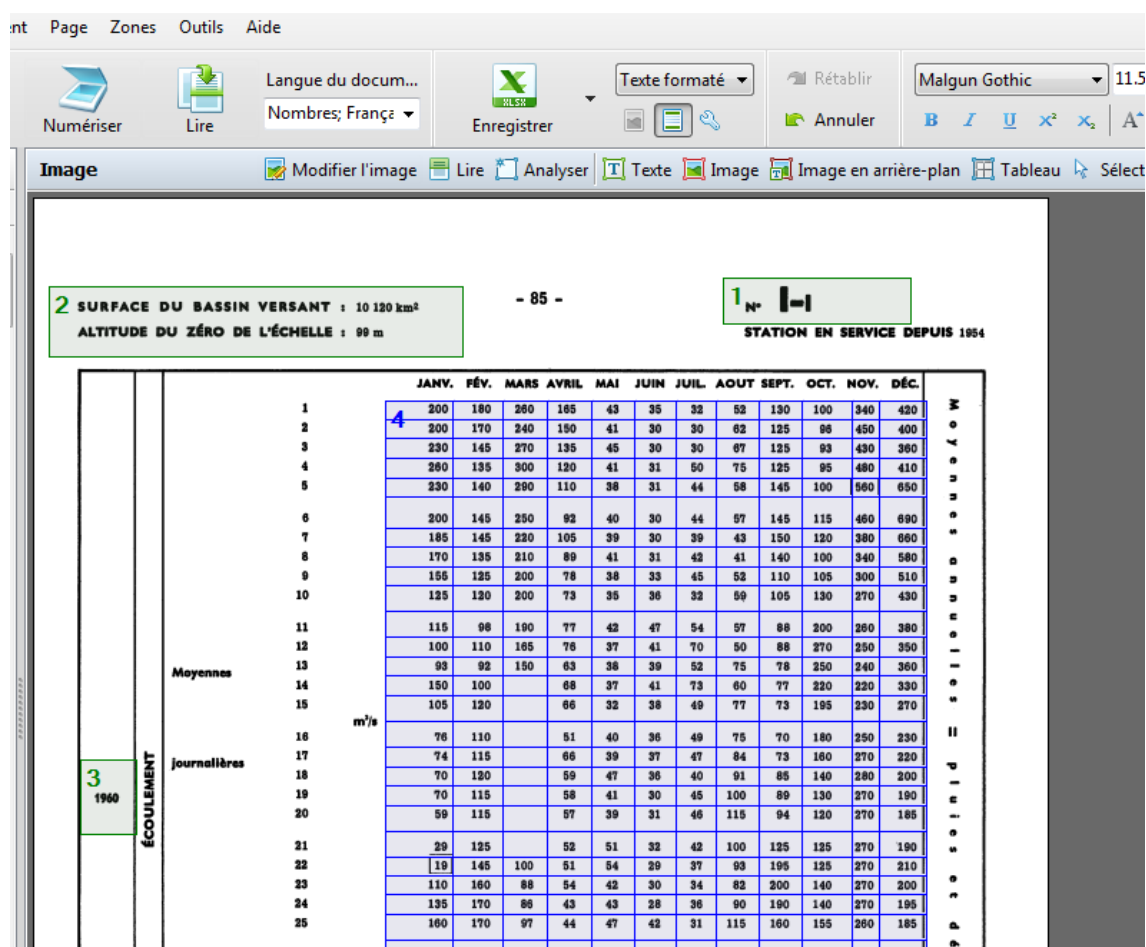 ent Page Zones Outils Aide
Langue du docum...
Texte formaté
Rétablir
Malgun Gothic
11.5
Nombres; França
XLSX
Numériser
Lire
Enregistrer
Annuler
B I U x² x₂ A
Image
Modifier l'image Lire Analyser Texte Image Image en arrière-plan Tableau Sélect
2 SURFACE DU BASSIN VERSANT : 10 120 km²
- 85 -
1 N° I-I
ALTITUDE DU ZÉRO DE L'ÉCHELLE : 99 m
STATION EN SERVICE DEPUIS 1954
JANV. FÉV. MARS AVRIL MAI JUIN JUIL. AOUT SEPT. OCT. NOV. DÉC.
4
1 200 180 260 165 43 35 32 52 130 100 340 420
2 200 170 240 150 41 30 30 62 125 96 450 400
3 230 145 270 135 45 30 30 67 125 93 430 360
4 260 135 300 120 41 31 50 75 125 95 480 410
5 230 140 290 110 38 31 44 58 145 100 560 650
6 200 145 250 92 40 30 44 57 145 115 460 690
7 185 145 220 105 39 30 39 43 150 120 380 660
8 170 135 210 89 41 31 42 41 140 100 340 580
9 155 125 200 78 38 33 45 52 110 105 300 510
10 125 120 200 73 35 36 32 59 105 130 270 430
11 115 98 190 77 42 47 54 57 88 200 260 380
12 100 110 165 76 37 41 70 50 88 270 250 350
13 93 92 150 63 38 39 52 75 78 250 240 360
Moyennes
14 150 100 68 37 41 73 60 77 220 220 330
15 105 120 66 32 38 49 77 73 195 230 270
m³/s
16 76 110 51 40 36 49 75 70 180 250 230
17 74 115 66 39 37 47 84 73 160 270 220
journalières
18 70 120 59 47 36 40 91 85 140 280 200
19 70 115 58 41 30 45 100 89 130 270 190
20 59 115 57 39 31 46 115 94 120 270 185
3
1960
ÉCOULEMENT
21 29 125 52 51 32 42 100 125 125 270 190
22 19 145 100 51 54 29 37 93 195 125 270 210
23 110 160 88 54 42 30 34 82 200 140 270 200
24 135 170 86 43 43 28 36 90 190 140 270 195
25 160 170 97 44 47 42 31 115 160 155 260 185
Moyennes annuelles = pluies et dé